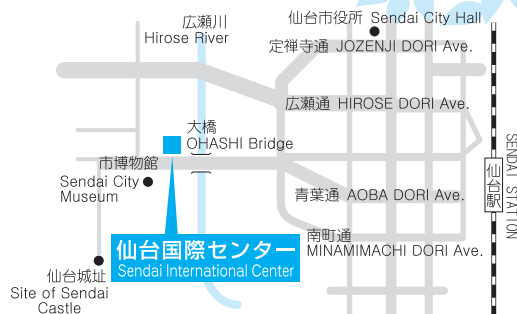 広瀬川
Hirose River
仙台市役所 Sendai City Hall
定禅寺通 JOZENJI DORI Ave.
広瀬通 HIROSE DORI Ave.
大橋
OHASHI Bridge
市博物館
Sendai City
Museum
青葉通 AOBA DORI Ave.
仙台駅
SENDAI STATION
南町通
MINAMIMACHI DORI Ave.
仙台国際センター
Sendai International Center
仙台城址
Site of Sendai
Castle